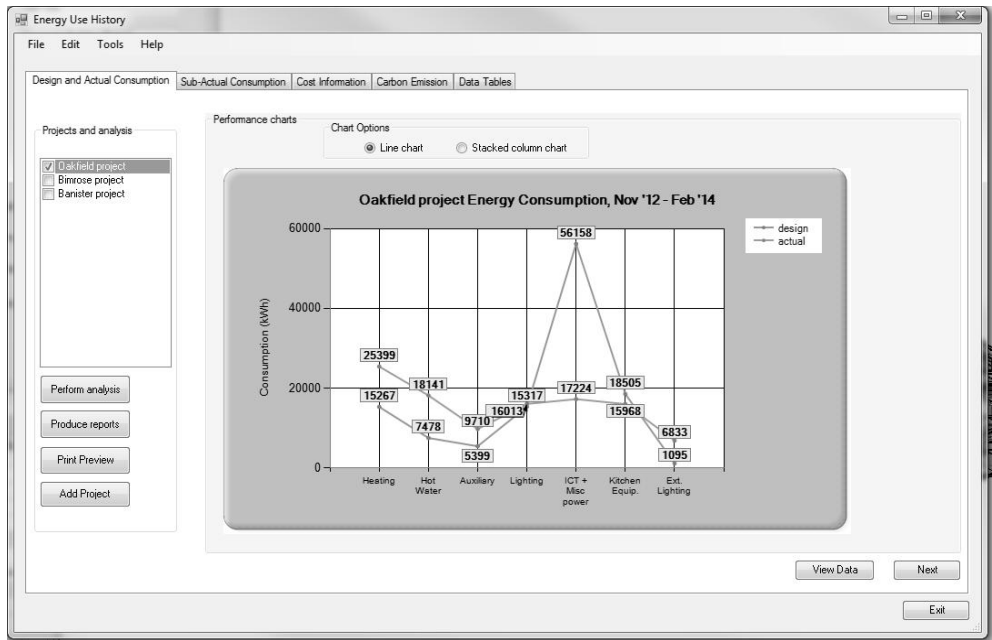 Energy Use History
File Edit Tools Help
Design and Actual Consumption Sub-Actual Consumption Cost Information Carbon Emission Data Tables
Projects and analysis
Oakfield project
Bimrose project
Banister project
Perform analysis
Produce reports
Print Preview
Add Project
Performance charts
Chart Options
Line chart Stacked column chart
Oakfield project Energy Consumption, Nov '12 - Feb '14
design
actual
Consumption (kWh)
60000
40000
20000
0
56158
25399
18141
15317
17224
18505
15267
7478
9710
16013
15968
6833
5399
1095
Heating
Hot
Water
Auxiliary
Lighting
ICT +
Misc
power
Kitchen
Equip.
Ext.
Lighting
View Data Next
Exit